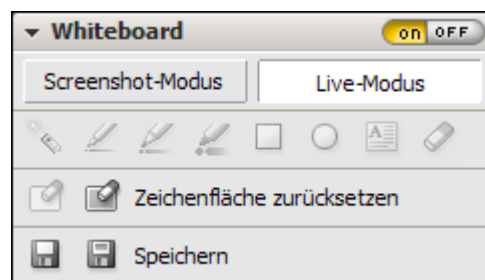 Whiteboard on OFF
Screenshot-Modus Live-Modus
A
Zeichenfläche zurücksetzen
Speichern